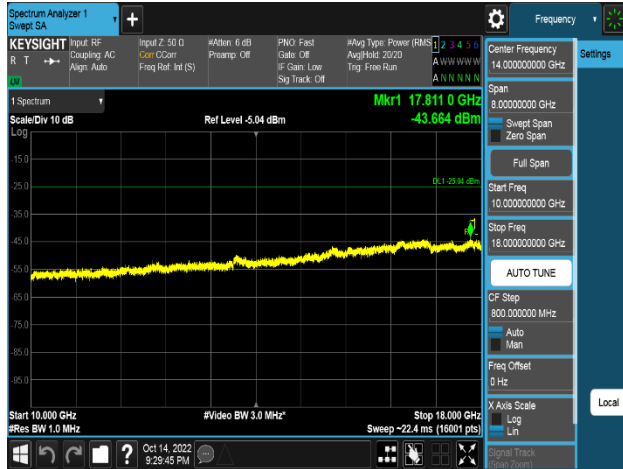 Spectrum Analyzer 1
Swept SA
Frequency
KEYSIGHT Input: RF Input Z: 50 Ω #Atten: 6 dB PNO: Fast #Avg Type: Power (RMS 1 2 3 4 5 6
R T Coupling: AC Corr CCorr Preamp: Off Gate: Off Avg|Hold: 20/20 A W W W W W
Align: Auto Freq Ref: Int (S) IF Gain: Low Trig: Free Run
Sig Track: Off A N N N N N
1 Spectrum
Mkr1 17.811 0 GHz
Scale/Div 10 dB Ref Level -5.04 dBm -43.664 dBm
Log
-15.0
-25.0 DL1 -25.04 dBm
-35.0
-45.0
-55.0
-65.0
-75.0
-85.0
-95.0
Start 10.000 GHz #Video BW 3.0 MHz* Stop 18.000 GHz
#Res BW 1.0 MHz Sweep ~22.4 ms (16001 pts)
? Oct 14, 2022
9:29:45 PM
Settings
Center Frequency
14.000000000 GHz
Span
8.00000000 GHz
Swept Span
Zero Span
Full Span
Start Freq
10.000000000 GHz
Stop Freq
18.000000000 GHz
AUTO TUNE
CF Step
800.000000 MHz
Auto
Man
Freq Offset
0 Hz
X Axis Scale
Log
Lin
Local
Signal Track
(Span Zoom)